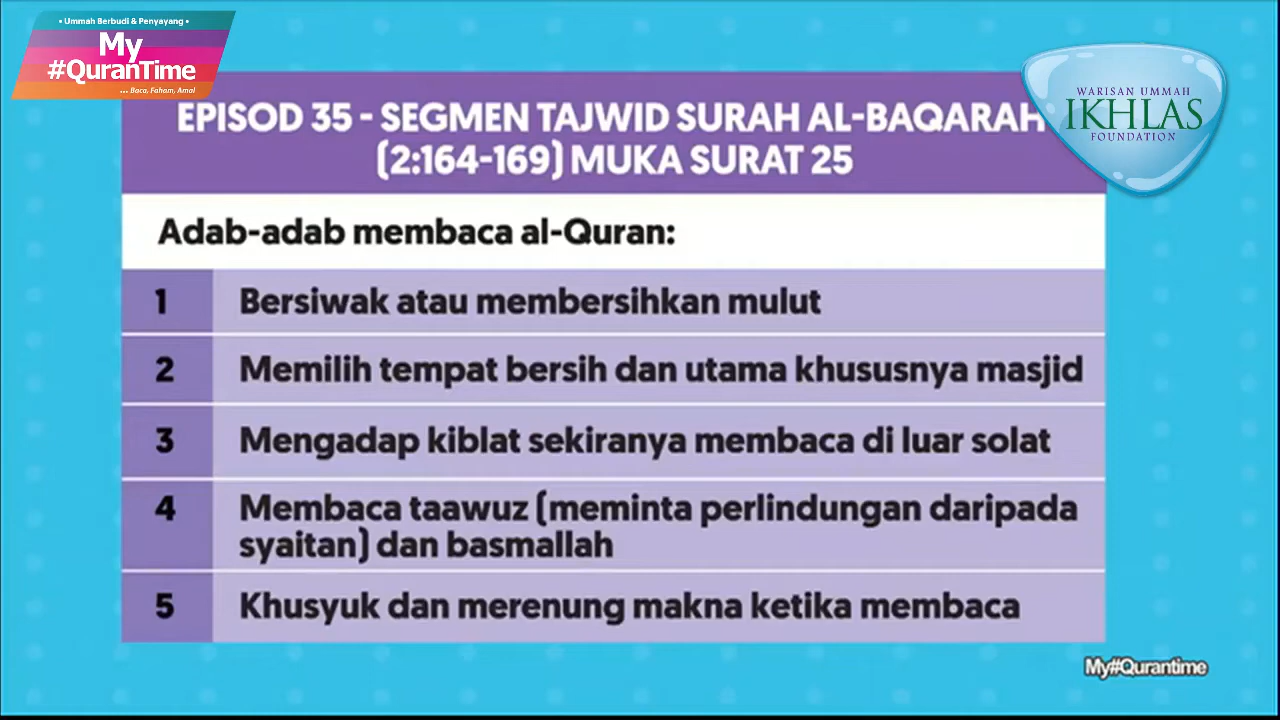 • Ummah Berbudi & Penyayang •
My
#QuranTime
... Baca, Faham, Amal
WARISAN UMMAH
IKHLAS
FOUNDATION
EPISOD 35 - SEGMEN TAJWID SURAH AL-BAQARAH
(2:164-169) MUKA SURAT 25
Adab-adab membaca al-Quran:
1 Bersiwak atau membersihkan mulut
2 Memilih tempat bersih dan utama khususnya masjid
3 Mengadap kiblat sekiranya membaca di luar solat
4 Membaca taawuz (meminta perlindungan daripada
syaitan) dan basmallah
5 Khusyuk dan merenung makna ketika membaca
My#Qurantime